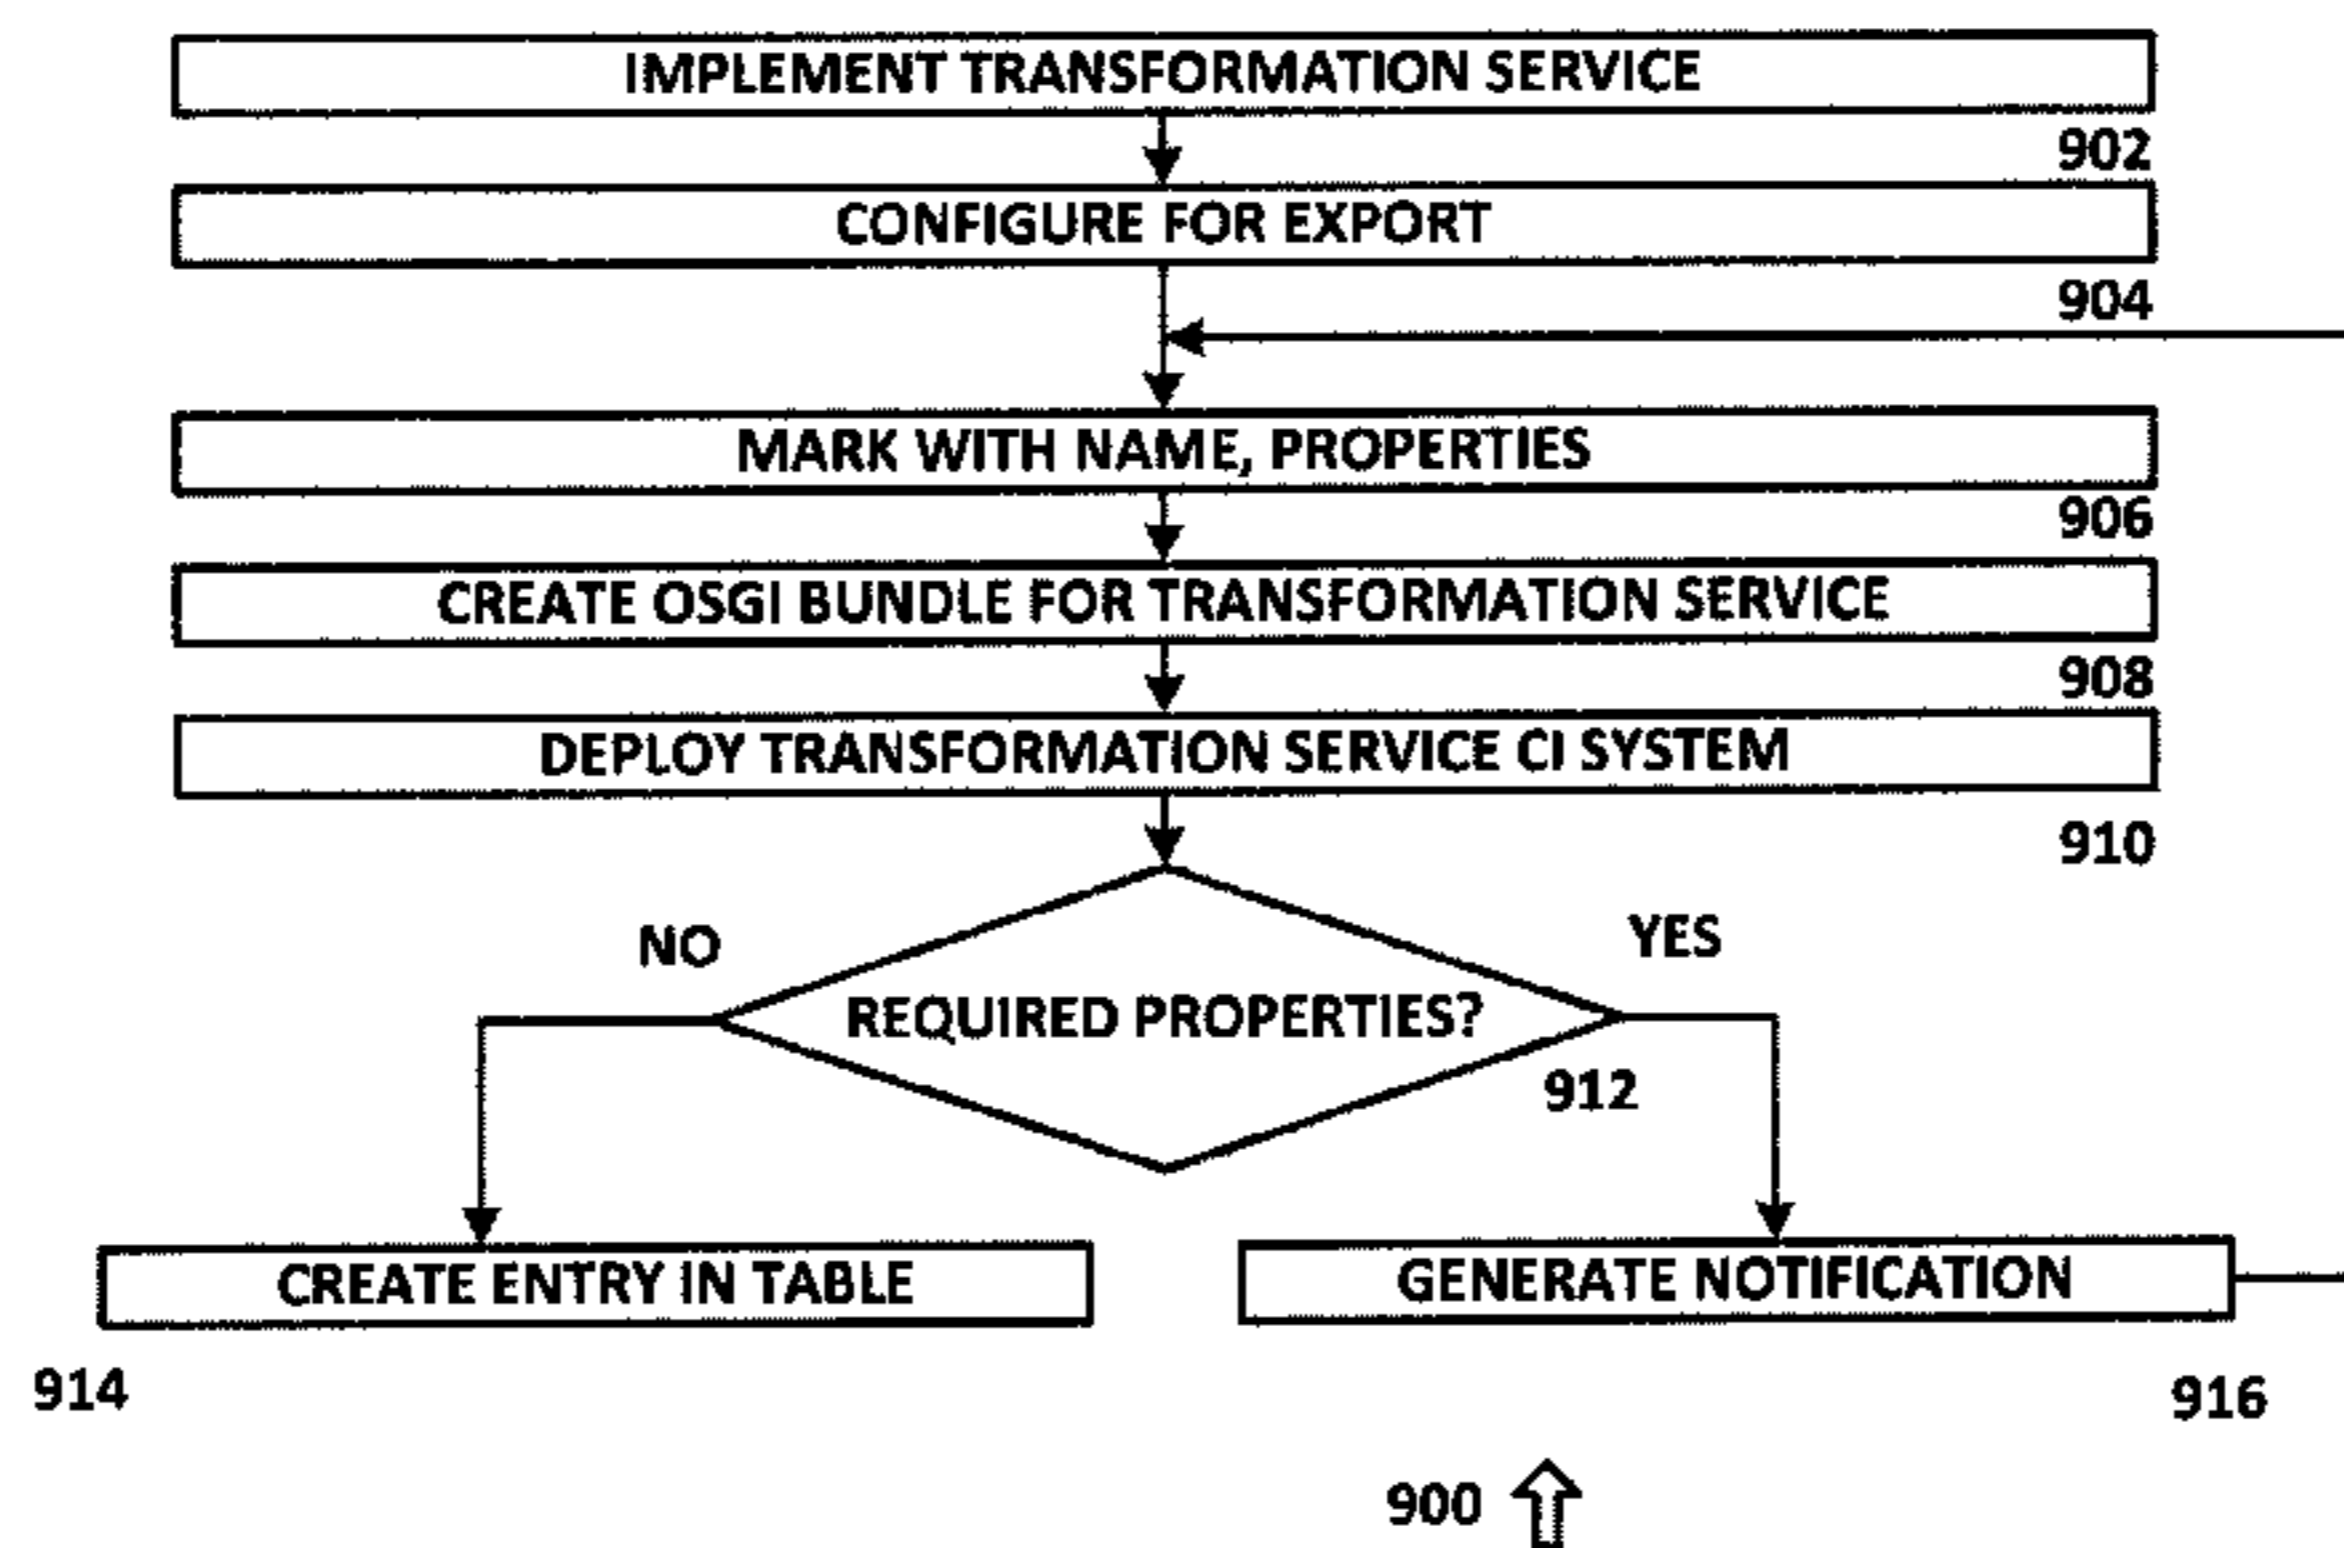 IMPLEMENT TRANSFORMATION SERVICE
902
CONFIGURE FOR EXPORT
904
MARK WITH NAME, PROPERTIES
906
CREATE OSGI BUNDLE FOR TRANSFORMATION SERVICE
908
DEPLOY TRANSFORMATION SERVICE CI SYSTEM
910
NO
YES
REQUIRED PROPERTIES?
912
CREATE ENTRY IN TABLE
GENERATE NOTIFICATION
914
916
900